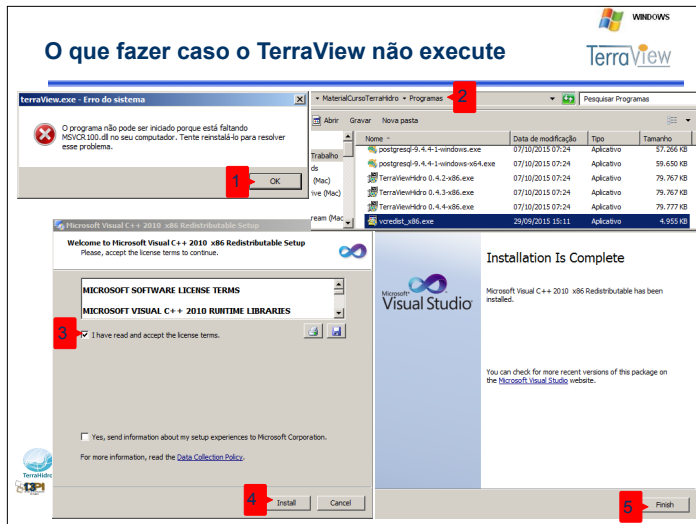 WINDOWS
O que fazer caso o TerraView não execute
TerraView
terraView.exe - Erro do sistema
O programa não pode ser iniciado porque está faltando
MSVCR100.dll no seu computador. Tente reinstalá-lo para resolver
esse problema.
1
OK
MaterialCursoTerraHidro
Programas
2
Pesquisar Programas
Abrir
Gravar
Nova pasta
Nome
Data de modificação
Tipo
Tamanho
Trabalho
ds
(Mac)
ive (Mac)
ream (Mac
postgresql-9.4.4-1-windows.exe 07/10/2015 07:24 Aplicativo 57.266 KB
postgresql-9.4.4-1-windows-x64.exe 07/10/2015 07:24 Aplicativo 59.650 KB
TerraViewHidro 0.4.2-x86.exe 07/10/2015 07:24 Aplicativo 79.767 KB
TerraViewHidro 0.4.3-x86.exe 07/10/2015 07:24 Aplicativo 79.767 KB
TerraViewHidro 0.4.4-x86.exe 07/10/2015 07:24 Aplicativo 79.777 KB
vcredist_x86.exe 29/09/2015 15:11 Aplicativo 4.955 KB
Microsoft Visual C++ 2010 x86 Redistributable Setup
Welcome to Microsoft Visual C++ 2010 x86 Redistributable Setup
Please, accept the license terms to continue.
MICROSOFT SOFTWARE LICENSE TERMS
MICROSOFT VISUAL C++ 2010 RUNTIME LIBRARIES
3
I have read and accept the license terms.
Yes, send information about my setup experiences to Microsoft Corporation.
For more information, read the Data Collection Policy.
4
Install
Cancel
Microsoft
Visual Studio
Installation Is Complete
Microsoft Visual C++ 2010 x86 Redistributable has been
installed.
You can check for more recent versions of this package on
the Microsoft Visual Studio website.
5
Finish
TerraHidro